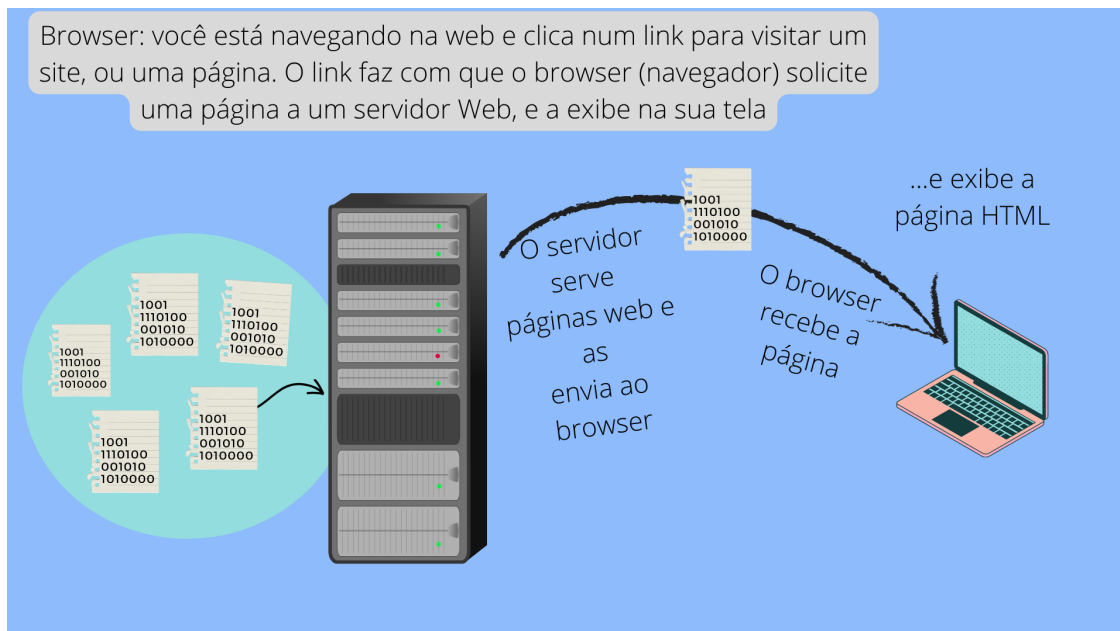 Browser: você está navegando na web e clica num link para visitar um
site, ou uma página. O link faz com que o browser (navegador) solicite
uma página a um servidor Web, e a exibe na sua tela
1001
1110100
001010
1010000
1001
1110100
001010
1010000
1001
1110100
001010
1010000
1001
1110100
001010
1010000
1001
1110100
001010
1010000
O servidor
serve
páginas web e
as
envia ao
browser
1001
1110100
001010
1010000
O browser
recebe a
página
...e exibe a
página HTML